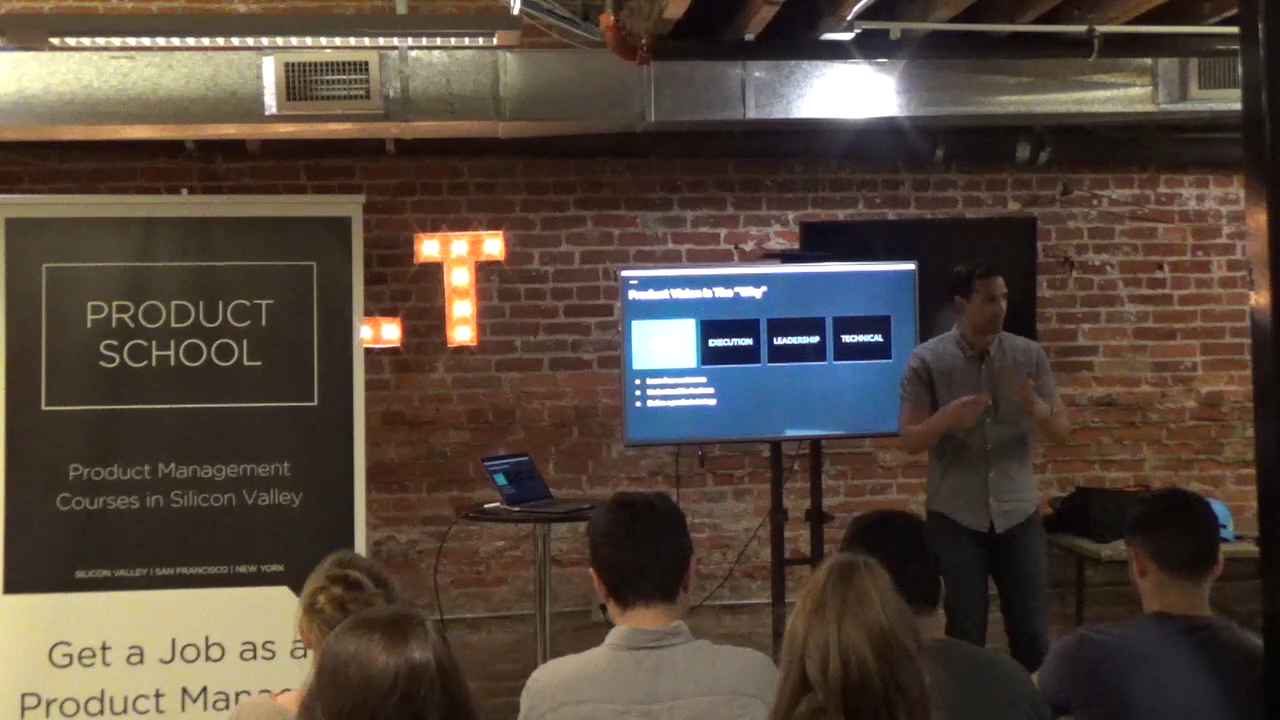 PRODUCT
SCHOOL
Product Management
Courses in Silicon Valley
SILICON VALLEY | SAN FRANCISCO | NEW YORK
Get a Job as a
Product Mana
.T
Product Vision Is The "Why"
EXECUTION
LEADERSHIP
TECHNICAL